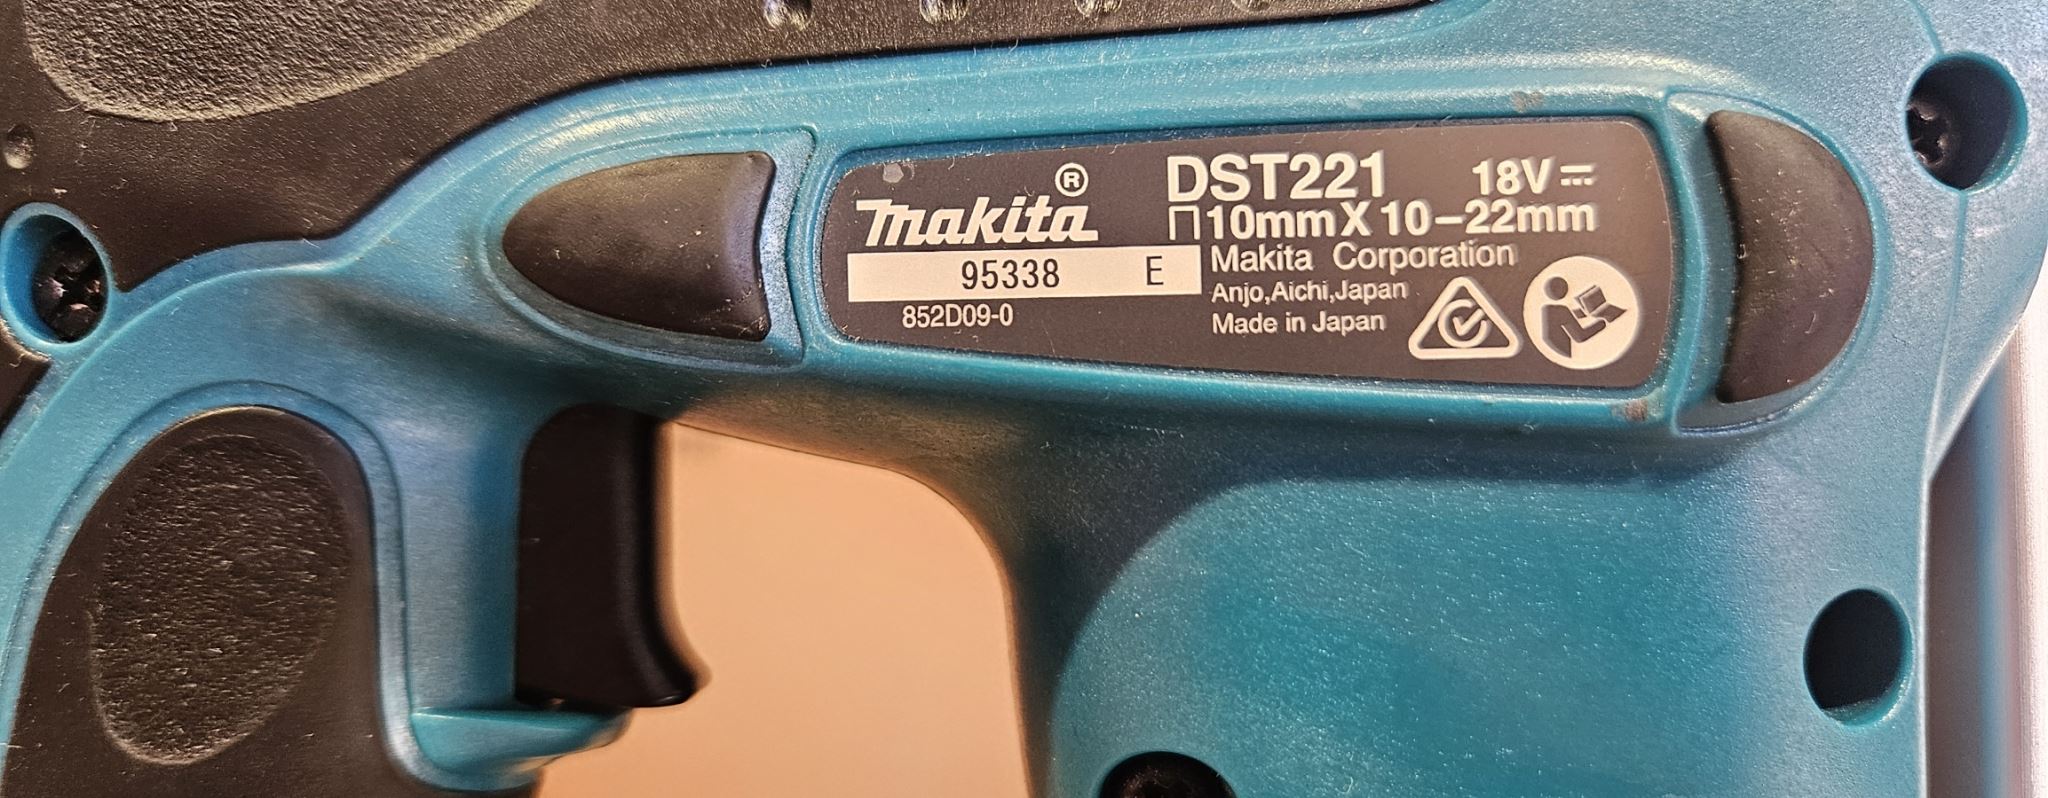 makita®
95338 E
852D09-0
DST221 18V⎓
⊓10mm X 10–22mm
Makita Corporation
Anjo,Aichi,Japan
Made in Japan